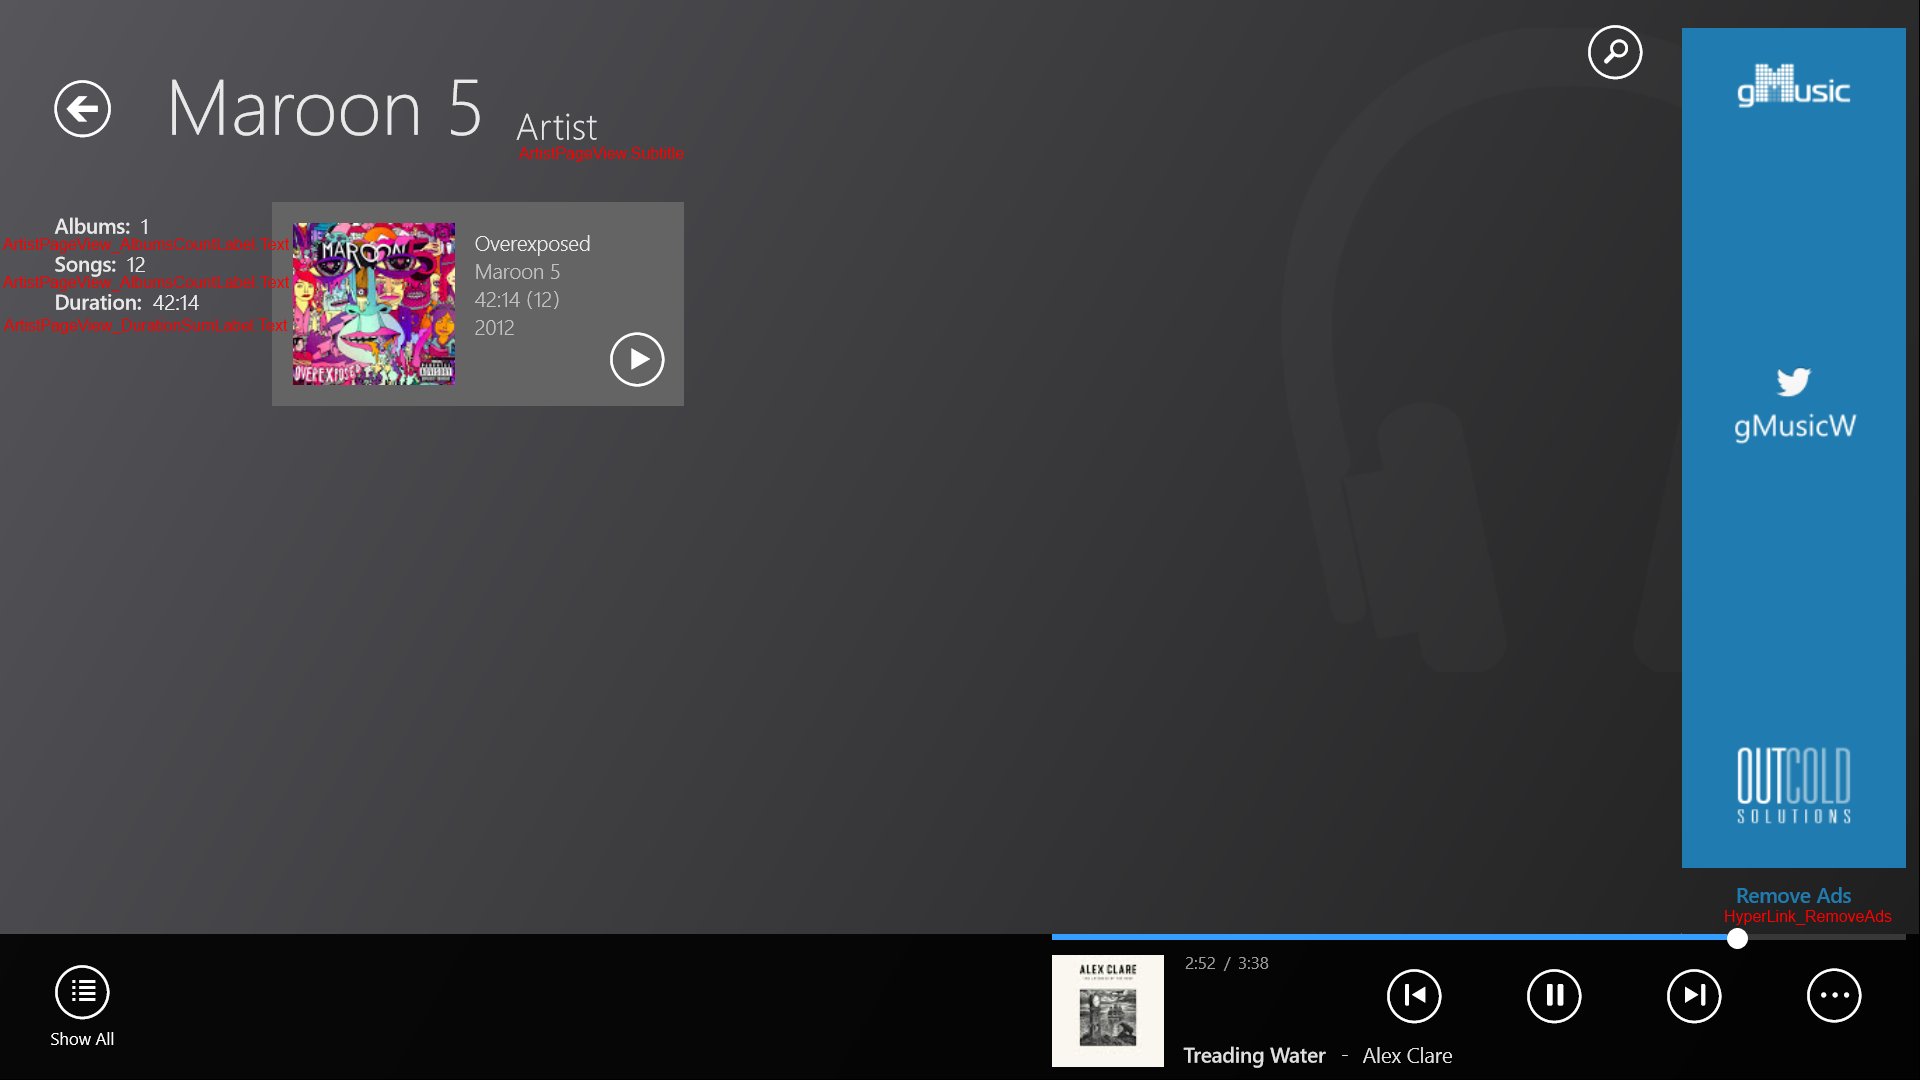 Maroon 5 Artist
ArtistPageView.Subtitle
Albums: 1
ArtistPageView_AlbumsCountLabel.Text
Songs: 12
ArtistPageView_AlbumsCountLabel.Text
Duration: 42:14
ArtistPageView_DurationSumLabel.Text
MAROON 5
OVEREXPOSED
Overexposed
Maroon 5
42:14 (12)
2012
gMusic
gMusicW
OUTCOLD
SOLUTIONS
Remove Ads
HyperLink_RemoveAds
Show All
ALEX CLARE
2:52 / 3:38
Treading Water - Alex Clare